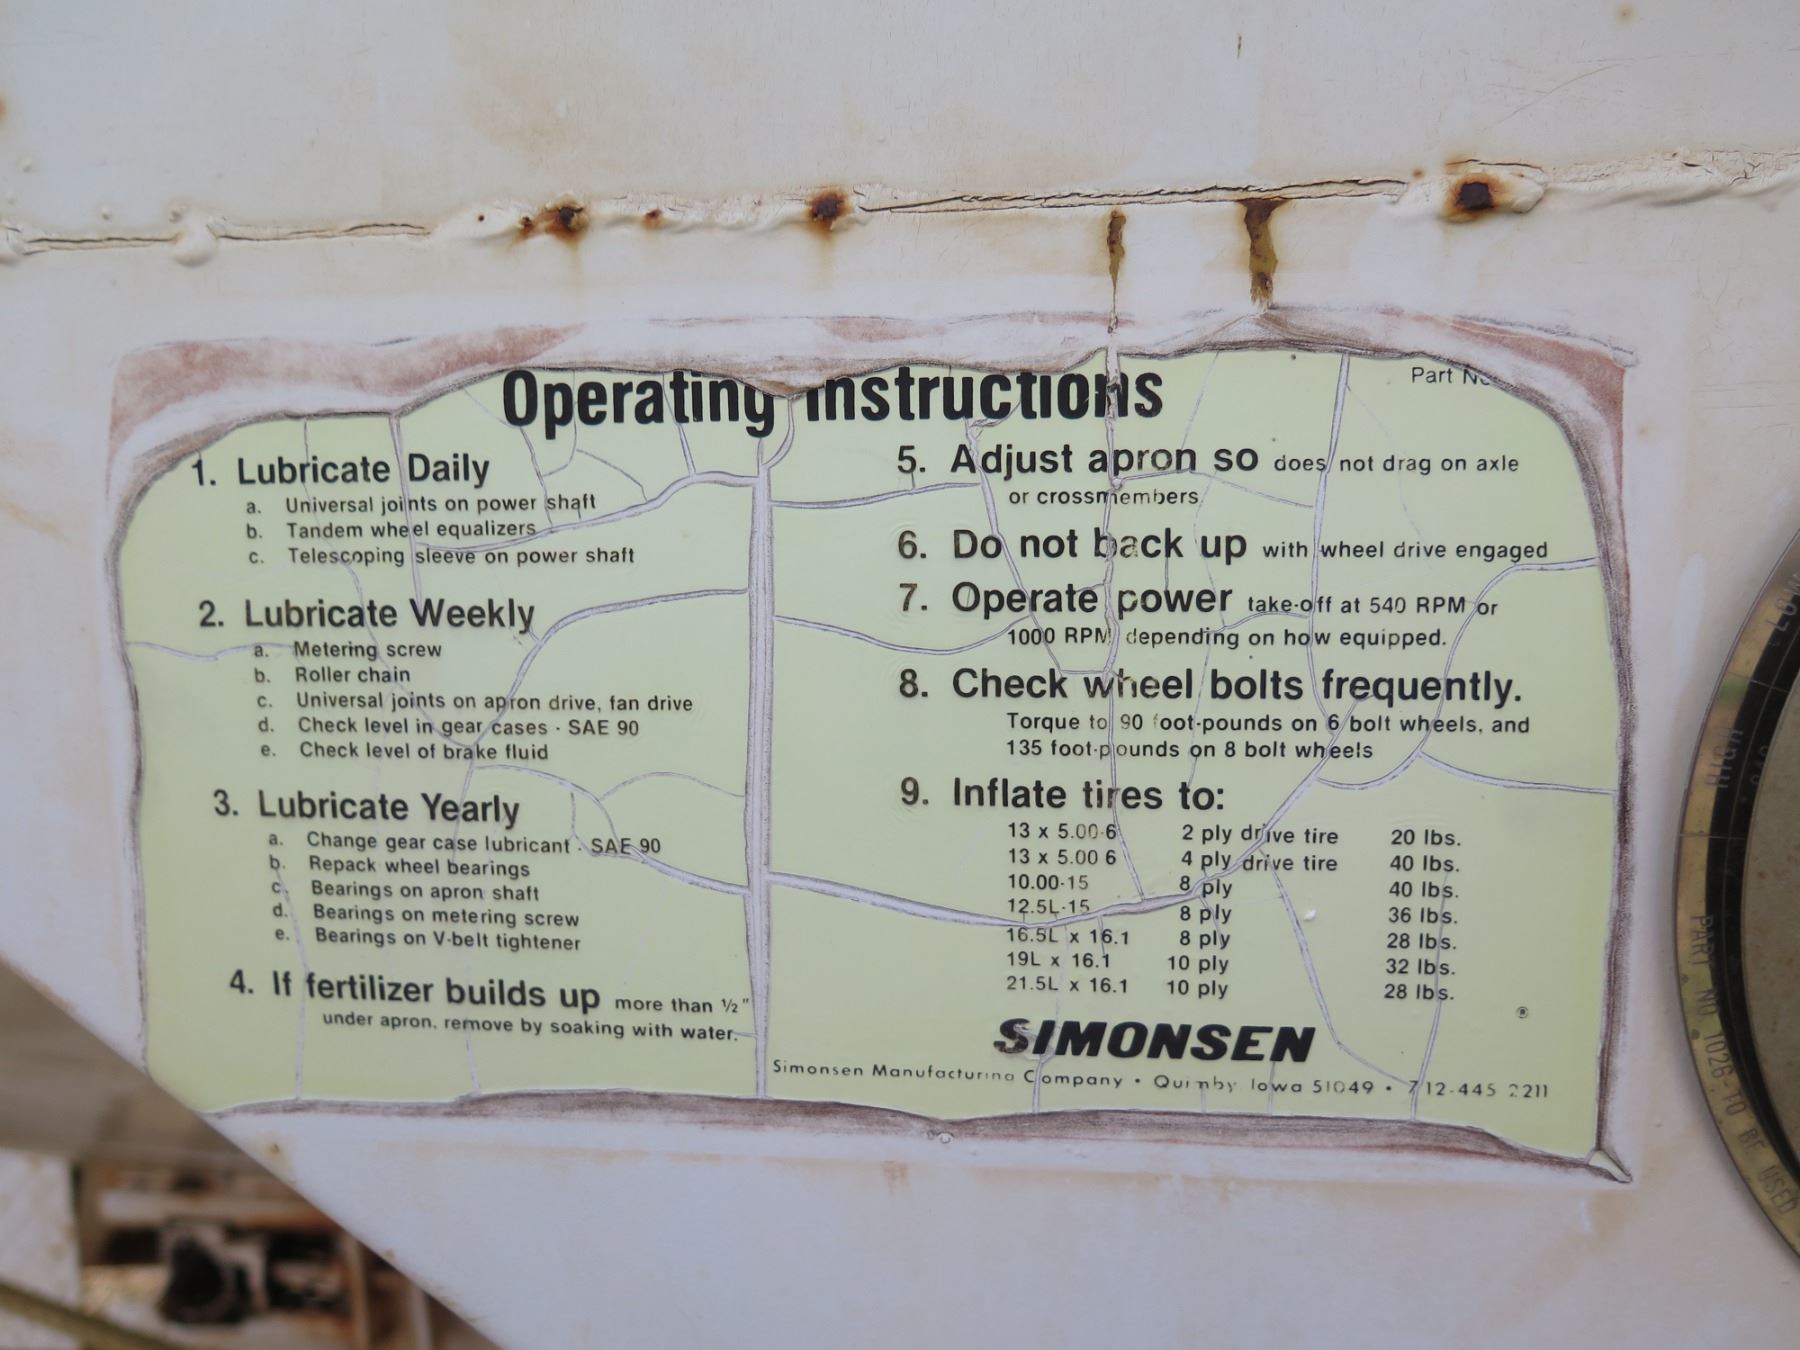 Operating Instructions
Part No.
1. Lubricate Daily
a. Universal joints on power shaft
b. Tandem wheel equalizers
c. Telescoping sleeve on power shaft
2. Lubricate Weekly
a. Metering screw
b. Roller chain
c. Universal joints on apron drive, fan drive
d. Check level in gear cases - SAE 90
e. Check level of brake fluid
3. Lubricate Yearly
a. Change gear case lubricant - SAE 90
b. Repack wheel bearings
c. Bearings on apron shaft
d. Bearings on metering screw
e. Bearings on V-belt tightener
4. If fertilizer builds up more than ½"
under apron, remove by soaking with water.
5. Adjust apron so does not drag on axle
or crossmembers
6. Do not back up with wheel drive engaged
7. Operate power take-off at 540 RPM or
1000 RPM depending on how equipped.
8. Check wheel bolts frequently.
Torque to 90 foot-pounds on 6 bolt wheels, and
135 foot-pounds on 8 bolt wheels
9. Inflate tires to:
13 x 5.00-6 2 ply drive tire 20 lbs.
13 x 5.00 6 4 ply drive tire 40 lbs.
10.00-15 8 ply 40 lbs.
12.5L-15 8 ply 36 lbs.
16.5L x 16.1 8 ply 28 lbs.
19L x 16.1 10 ply 32 lbs.
21.5L x 16.1 10 ply 28 lbs.
SIMONSEN
Simonsen Manufacturing Company • Quimby, Iowa 51049 • 712-445 2211
LOW
HIGH
PART NO 1028-TO BE USED